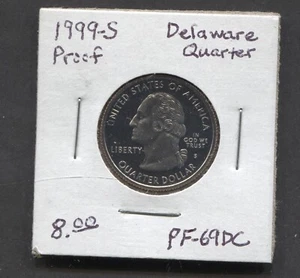 1999-S Delaware
Proof Quarter
UNITED STATES OF AMERICA
LIBERTY
IN
GOD WE
TRUST
S
QUARTER DOLLAR
8.00
PF-69DC